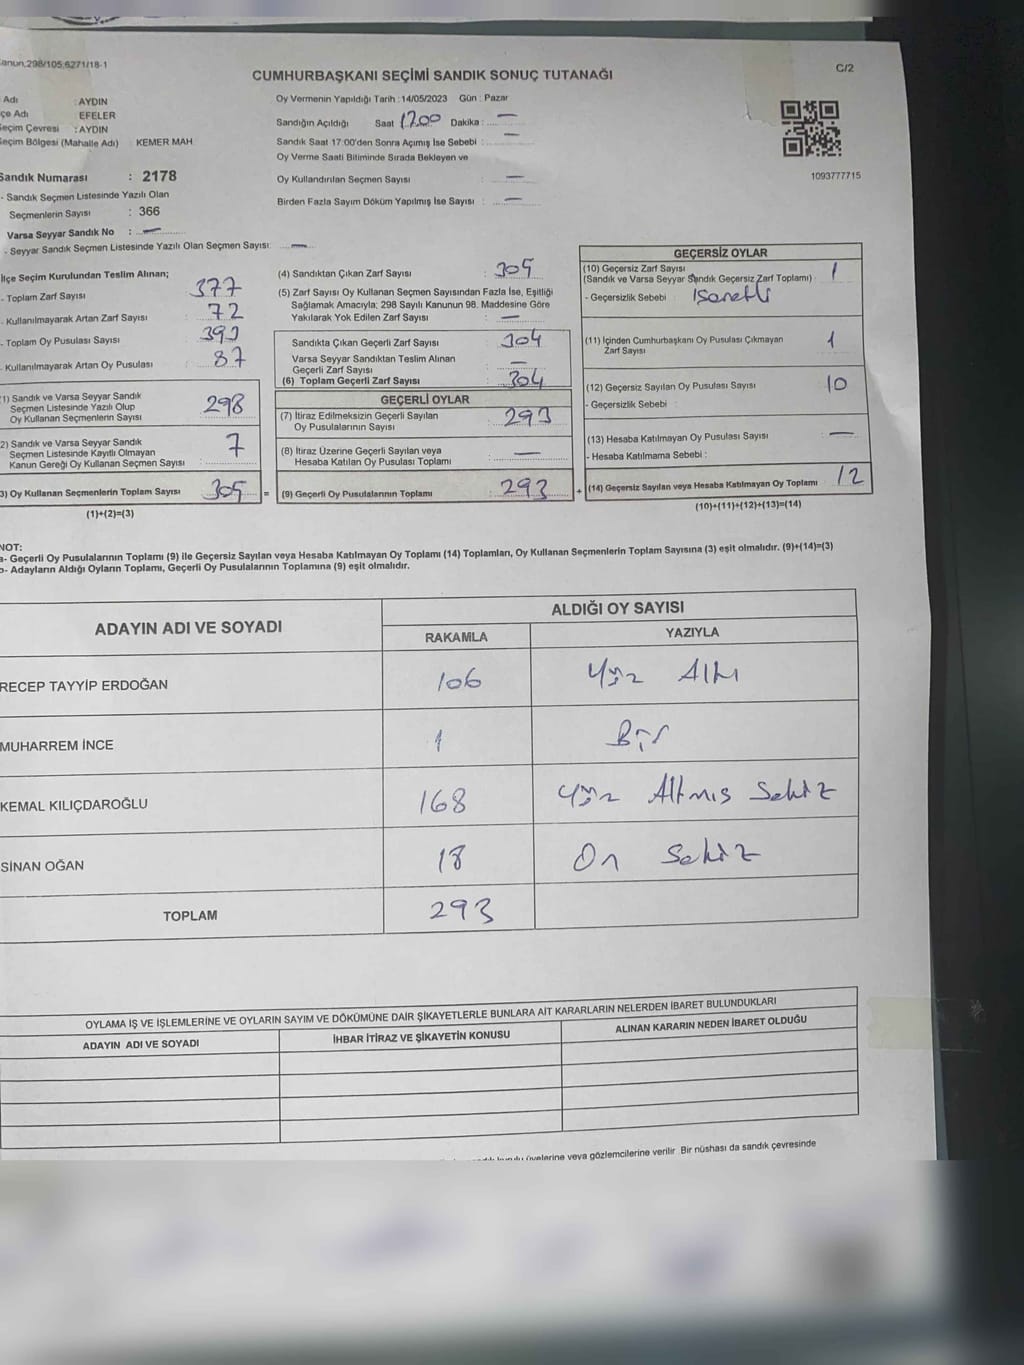 anun,298/105,6271/18-1
C/2
CUMHURBAŞKANI SEÇİMİ SANDIK SONUÇ TUTANAĞI
Adı : AYDIN
çe Adı EFELER
eçim Çevresi : AYDIN
eçim Bölgesi (Mahalle Adı) KEMER MAH
Sandık Numarası : 2178
- Sandık Seçmen Listesinde Yazılı Olan
Seçmenlerin Sayısı : 366
Varsa Seyyar Sandık No : —
- Seyyar Sandık Seçmen Listesinde Yazılı Olan Seçmen Sayısı: —
Oy Vermenin Yapıldığı Tarih : 14/05/2023 Gün : Pazar
Sandığın Açıldığı Saat 1700 Dakika : —
Sandık Saat 17:00'den Sonra Açımış İse Sebebi : —
Oy Verme Saati Bitiminde Sırada Bekleyen ve
Oy Kullandırılan Seçmen Sayısı : —
Birden Fazla Sayım Döküm Yapılmış İse Sayısı : —
1093777715
İlçe Seçim Kurulundan Teslim Alınan;
- Toplam Zarf Sayısı 377
- Kullanılmayarak Artan Zarf Sayısı 72
- Toplam Oy Pusulası Sayısı
- Kullanılmayarak Artan Oy Pusulası 87
1) Sandık ve Varsa Seyyar Sandık
Seçmen Listesinde Yazılı Olup
Oy Kullanan Seçmenlerin Sayısı 298
2) Sandık ve Varsa Seyyar Sandık
Seçmen Listesinde Kayıtlı Olmayan
Kanun Gereği Oy Kullanan Seçmen Sayısı 7
3) Oy Kullanan Seçmenlerin Toplam Sayısı 305 =
(1)+(2)=(3)
(4) Sandıktan Çıkan Zarf Sayısı : 305
(5) Zarf Sayısı Oy Kullanan Seçmen Sayısından Fazla İse, Eşitliği
Sağlamak Amacıyla; 298 Sayılı Kanunun 98. Maddesine Göre
Yakılarak Yok Edilen Zarf Sayısı : —
Sandıkta Çıkan Geçerli Zarf Sayısı : 304
Varsa Seyyar Sandıktan Teslim Alınan
Geçerli Zarf Sayısı : —
(6) Toplam Geçerli Zarf Sayısı : 304
GEÇERLİ OYLAR
(7) İtiraz Edilmeksizin Geçerli Sayılan
Oy Pusulalarının Sayısı : 293
(8) İtiraz Üzerine Geçerli Sayılan veya
Hesaba Katılan Oy Pusulası Toplamı : —
(9) Geçerli Oy Pusulalarının Toplamı : 293 +
GEÇERSİZ OYLAR
(10) Geçersiz Zarf Sayısı
(Sandık ve Varsa Seyyar Sandık Geçersiz Zarf Toplamı) : 1
- Geçersizlik Sebebi : İşaretli
(11) İçinden Cumhurbaşkanı Oy Pusulası Çıkmayan
Zarf Sayısı 1
(12) Geçersiz Sayılan Oy Pusulası Sayısı 10
- Geçersizlik Sebebi :
(13) Hesaba Katılmayan Oy Pusulası Sayısı —
- Hesaba Katılmama Sebebi :
(14) Geçersiz Sayılan veya Hesaba Katılmayan Oy Toplamı 12
(10)+(11)+(12)+(13)=(14)
NOT:
a- Geçerli Oy Pusulalarının Toplamı (9) ile Geçersiz Sayılan veya Hesaba Katılmayan Oy Toplamı (14) Toplamları, Oy Kullanan Seçmenlerin Toplam Sayısına (3) eşit olmalıdır. (9)+(14)=(3)
b- Adayların Aldığı Oyların Toplamı, Geçerli Oy Pusulalarının Toplamına (9) eşit olmalıdır.
ADAYIN ADI VE SOYADI
ALDIĞI OY SAYISI
RAKAMLA YAZIYLA
RECEP TAYYİP ERDOĞAN 106 Yüz Altı
MUHARREM İNCE 1 Bir
KEMAL KILIÇDAROĞLU 168 Yüz Altmış Sekiz
SİNAN OĞAN 18 On Sekiz
TOPLAM 293
OYLAMA İŞ VE İŞLEMLERİNE VE OYLARIN SAYIM VE DÖKÜMÜNE DAİR ŞİKAYETLERLE BUNLARA AİT KARARLARIN NELERDEN İBARET BULUNDUKLARI
ADAYIN ADI VE SOYADI İHBAR İTİRAZ VE ŞİKAYETİN KONUSU ALINAN KARARIN NEDEN İBARET OLDUĞU
üyelerine veya gözlemcilerine verilir Bir nüshası da sandık çevresinde